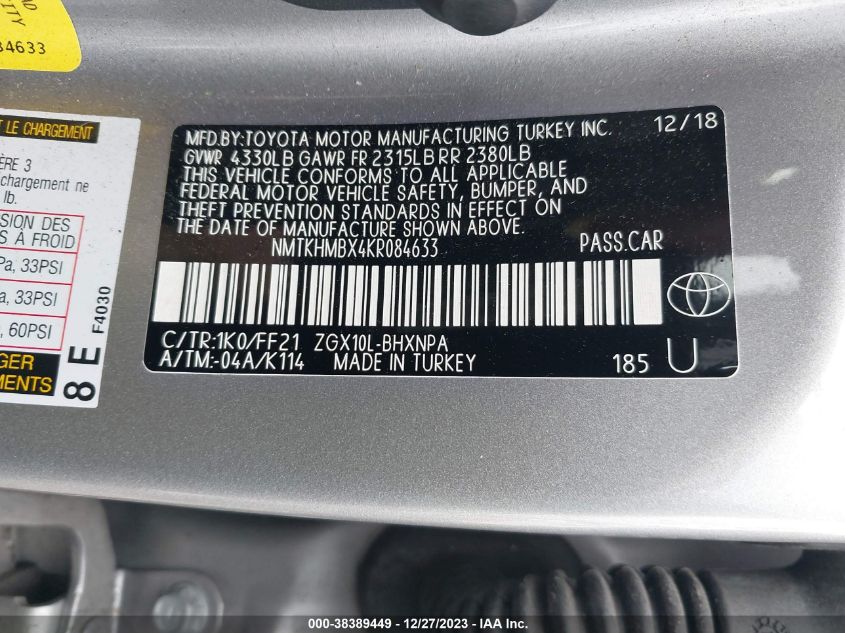 ITY
84633
T LE CHARGEMENT
ÈRE 3
chargement ne
lb.
SION DES
S À FROID
Pa, 33PSI
a, 33PSI
, 60PSI
GER
MENTS
8 E F4030
MFD.BY:TOYOTA MOTOR MANUFACTURING TURKEY INC. 12/18
GVWR 4330LB GAWR FR 2315LB RR 2380LB
THIS VEHICLE CONFORMS TO ALL APPLICABLE
FEDERAL MOTOR VEHICLE SAFETY, BUMPER, AND
THEFT PREVENTION STANDARDS IN EFFECT ON
THE DATE OF MANUFACTURE SHOWN ABOVE.
NMTKHMBX4KR084633 PASS.CAR
C/TR:1K0/FF21 ZGX10L-BHXNPA
A/TM:-04A/K114 MADE IN TURKEY 185 U
000-38389449 - 12/27/2023 - IAAI.COM.